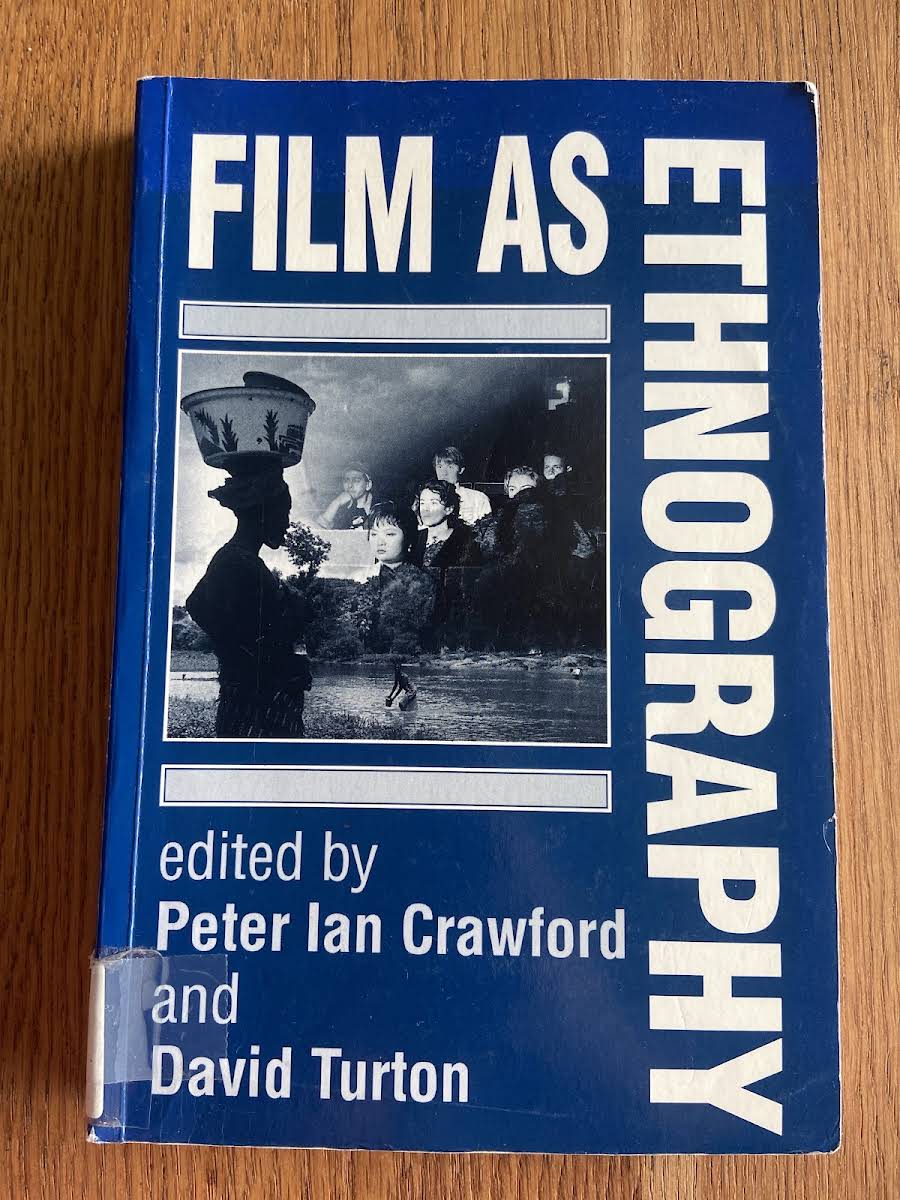 FILM AS
ETHNOGRAPHY
edited by
Peter Ian Crawford
and
David Turton